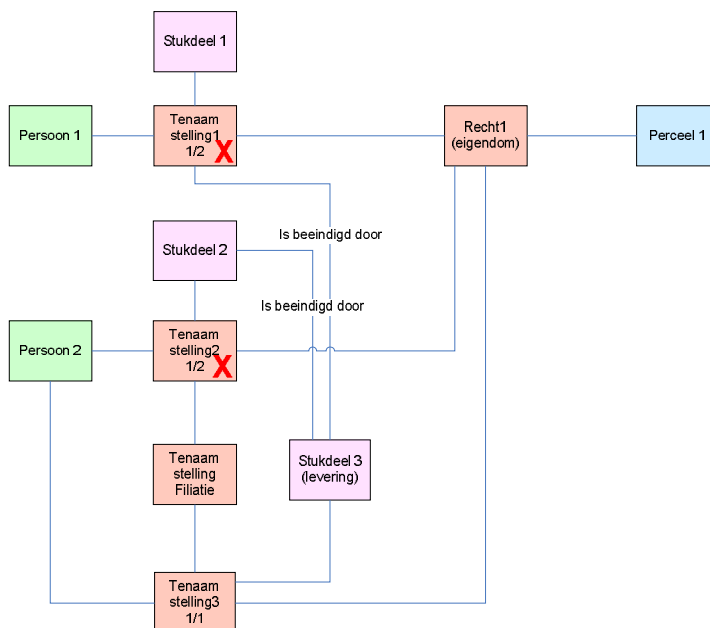 Stukdeel 1
Persoon 1
Tenaam
stelling1
1/2
X
Recht1
(eigendom)
Perceel 1
Is beeindigd door
Stukdeel 2
Is beeindigd door
Persoon 2
Tenaam
stelling2
1/2
X
Tenaam
stelling
Filiatie
Stukdeel 3
(levering)
Tenaam
stelling3
1/1